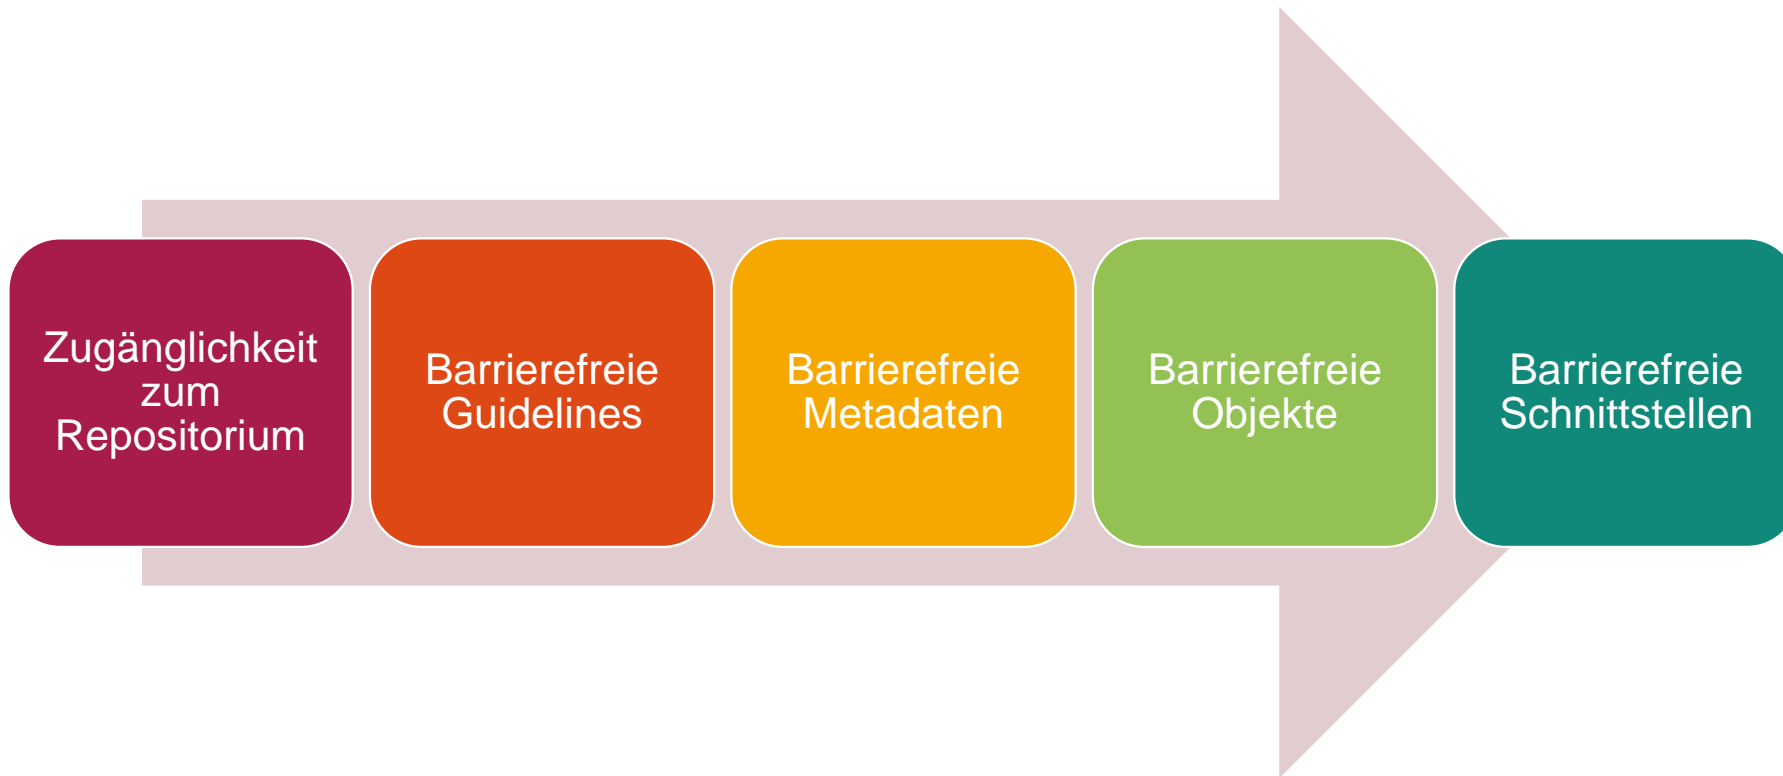 Zugänglichkeit
zum
Repositorium
Barrierefreie
Guidelines
Barrierefreie
Metadaten
Barrierefreie
Objekte
Barrierefreie
Schnittstellen